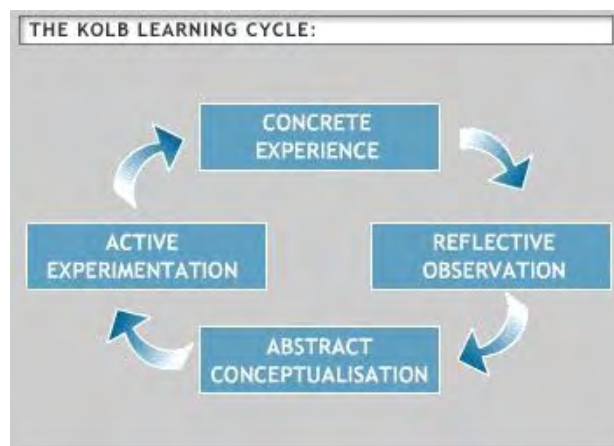 THE KOLB LEARNING CYCLE:
CONCRETE
EXPERIENCE
ACTIVE
EXPERIMENTATION
REFLECTIVE
OBSERVATION
ABSTRACT
CONCEPTUALISATION